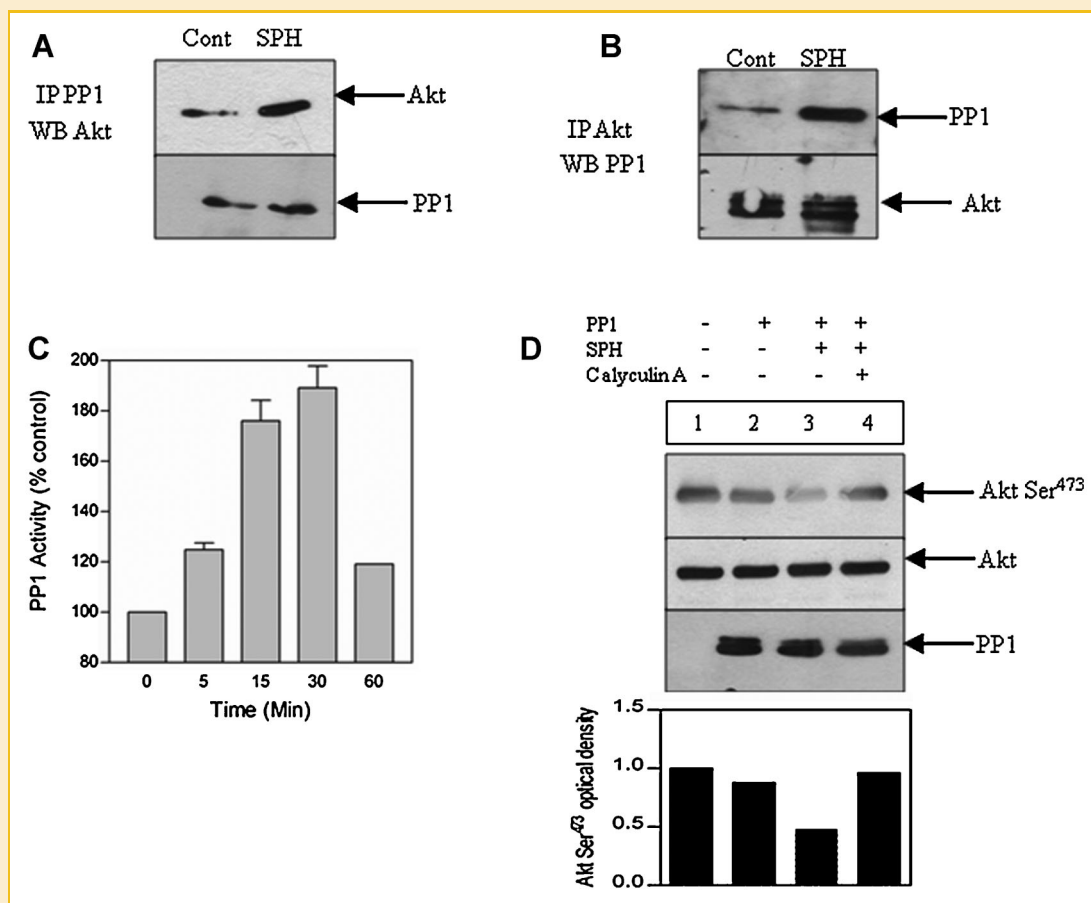 A
Cont SPH
IP PP1
WB Akt
Akt
PP1
B
Cont SPH
IP Akt
WB PP1
PP1
Akt
C
PP1 Activity (% control)
200
180
160
140
120
100
80
0 5 15 30 60
Time (Min)
D
PP1 - + + +
SPH - - + +
Calyculin A - - - +
1 2 3 4
Akt Ser473
Akt
PP1
Akt Ser473 optical density
1.5
1.0
0.5
0.0